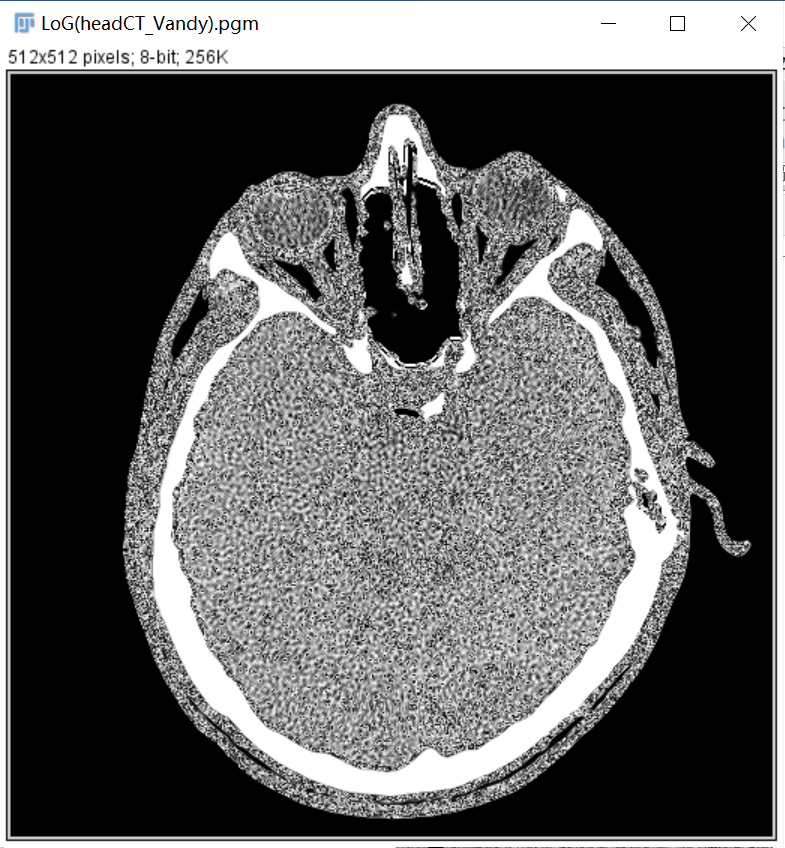 LoG(headCT_Vandy).pgm
512x512 pixels; 8-bit; 256K